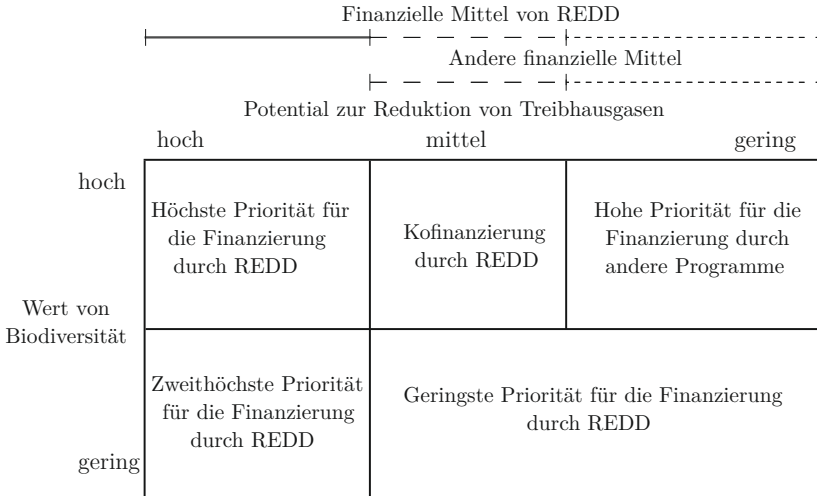 Finanzielle Mittel von REDD
Andere finanzielle Mittel
Potential zur Reduktion von Treibhausgasen
hoch mittel gering
hoch
Höchste Priorität für
die Finanzierung
durch REDD
Kofinanzierung
durch REDD
Hohe Priorität für die
Finanzierung durch
andere Programme
Wert von
Biodiversität
Zweithöchste Priorität
für die Finanzierung
durch REDD
Geringste Priorität für die Finanzierung
durch REDD
gering